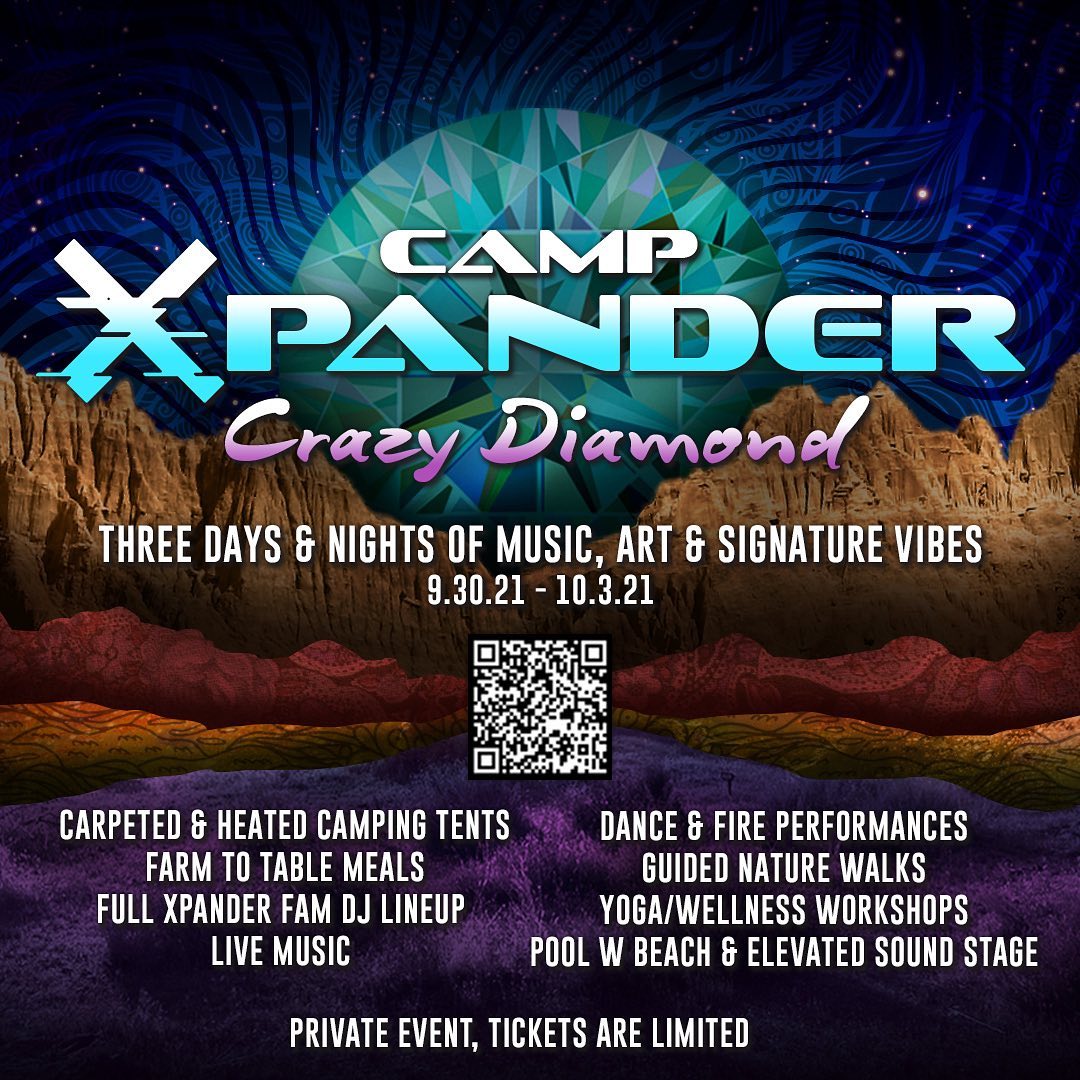 CAMP
XPANDER
Crazy Diamond
THREE DAYS & NIGHTS OF MUSIC, ART & SIGNATURE VIBES
9.30.21 - 10.3.21
CARPETED & HEATED CAMPING TENTS
FARM TO TABLE MEALS
FULL XPANDER FAM DJ LINEUP
LIVE MUSIC
DANCE & FIRE PERFORMANCES
GUIDED NATURE WALKS
YOGA/WELLNESS WORKSHOPS
POOL W BEACH & ELEVATED SOUND STAGE
PRIVATE EVENT, TICKETS ARE LIMITED